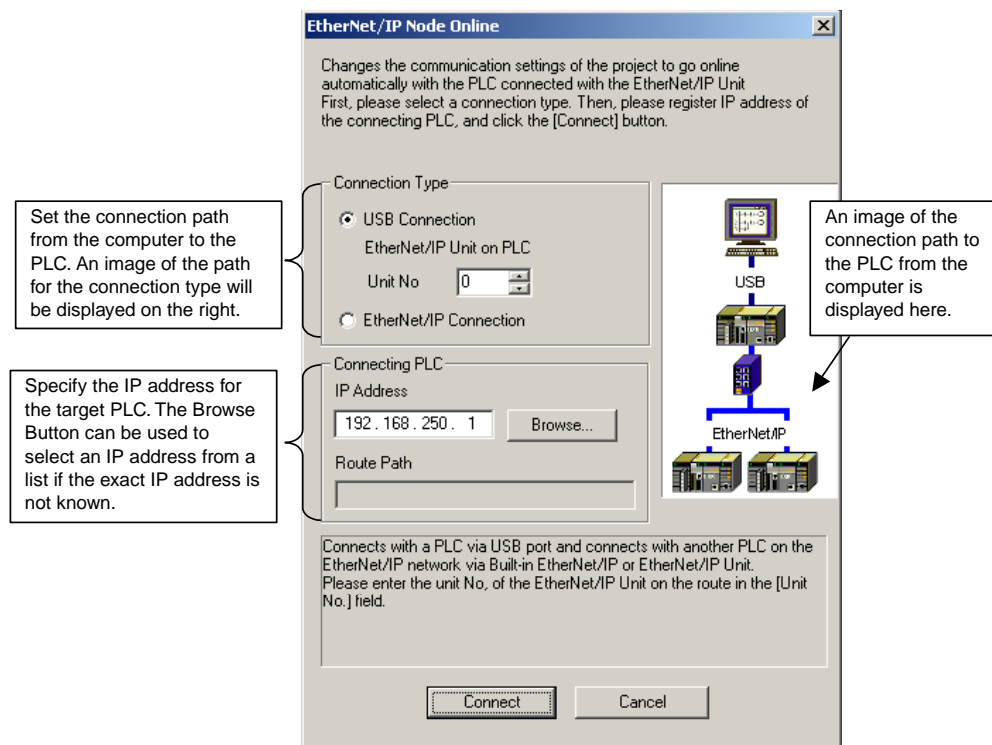 EtherNet/IP Node Online
Changes the communication settings of the project to go online
automatically with the PLC connected with the EtherNet/IP Unit
First, please select a connection type. Then, please register IP address of
the connecting PLC, and click the [Connect] button.
Connection Type
USB Connection
EtherNet/IP Unit on PLC
Unit No 0
EtherNet/IP Connection
Set the connection path
from the computer to the
PLC. An image of the path
for the connection type will
be displayed on the right.
USB
EtherNet/IP
An image of the
connection path to
the PLC from the
computer is
displayed here.
Connecting PLC
IP Address
192 . 168 . 250 . 1 Browse...
Route Path
Specify the IP address for
the target PLC. The Browse
Button can be used to
select an IP address from a
list if the exact IP address is
not known.
Connects with a PLC via USB port and connects with another PLC on the
EtherNet/IP network via Built-in EtherNet/IP or EtherNet/IP Unit.
Please enter the unit No, of the EtherNet/IP Unit on the route in the [Unit
No.] field.
Connect Cancel